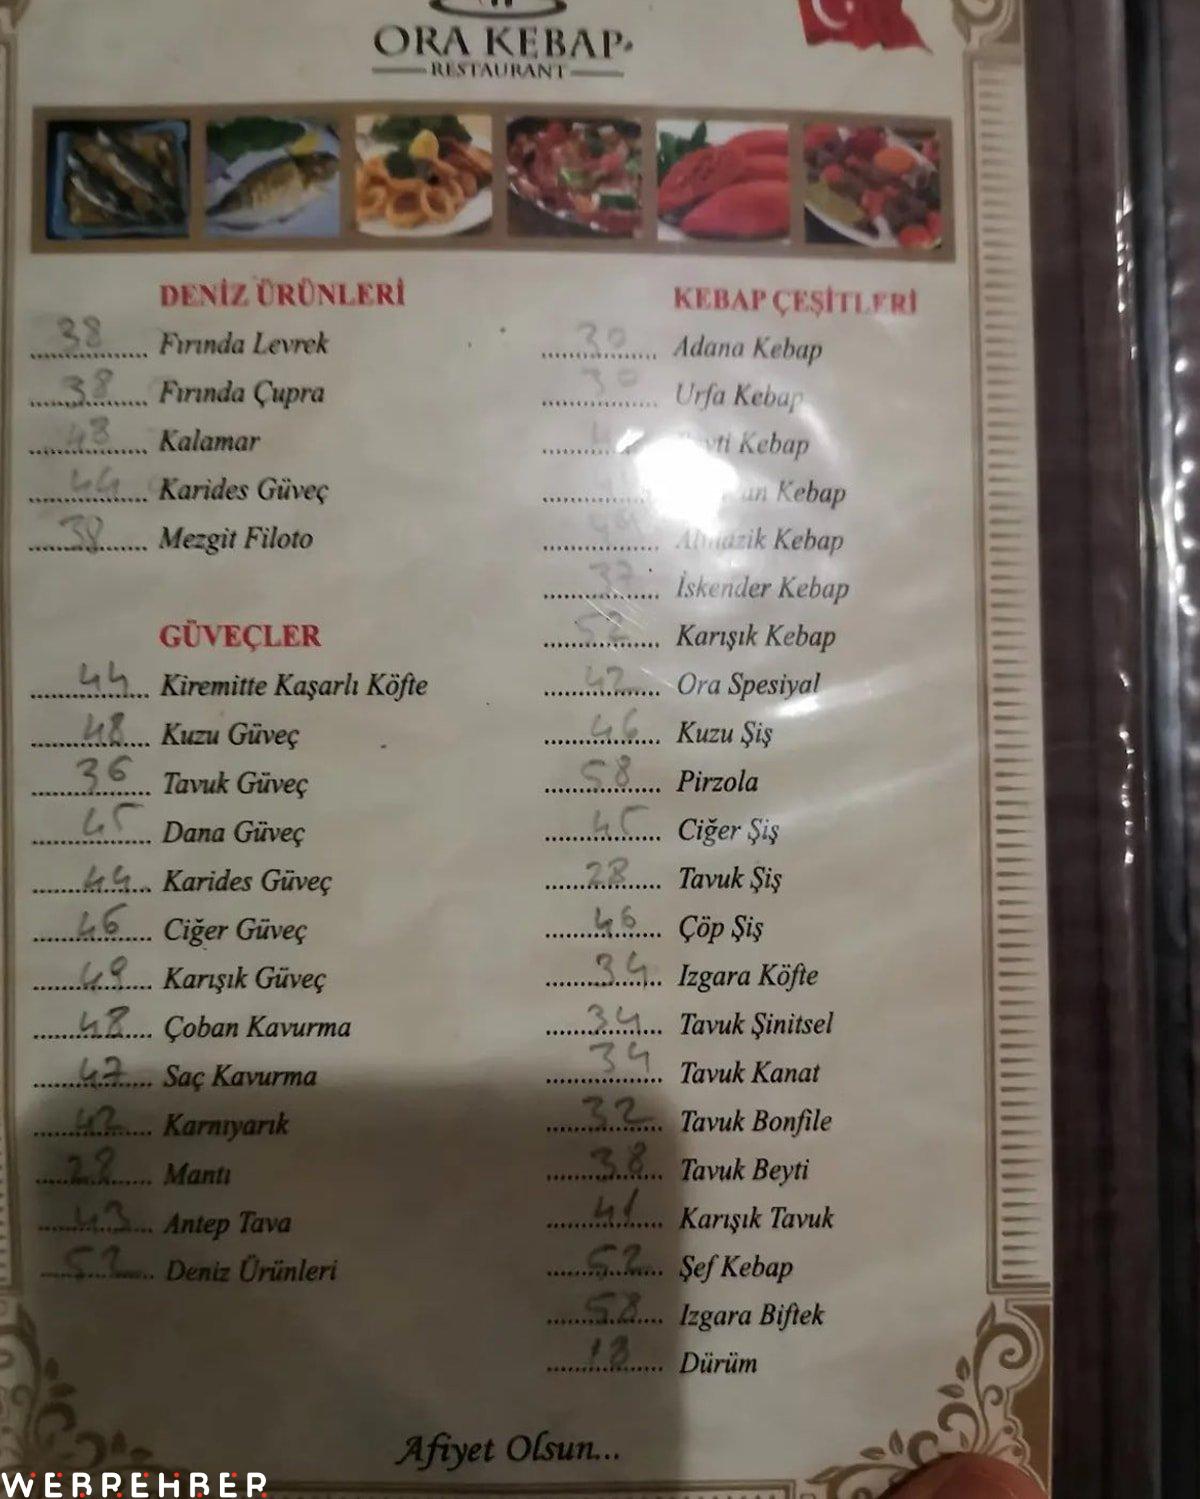 ORA KEBAP
RESTAURANT
DENİZ ÜRÜNLERİ
38 Fırında Levrek
38 Fırında Çupra
48 Kalamar
44 Karides Güveç
38 Mezgit Filoto
GÜVEÇLER
44 Kiremitte Kaşarlı Köfte
48 Kuzu Güveç
36 Tavuk Güveç
45 Dana Güveç
44 Karides Güveç
46 Ciğer Güveç
49 Karışık Güveç
48 Çoban Kavurma
47 Saç Kavurma
42 Karnıyarık
28 Mantı
43 Antep Tava
52 Deniz Ürünleri
KEBAP ÇEŞİTLERİ
30 Adana Kebap
30 Urfa Kebap
Kebap
Kebap
Kebap
37 İskender Kebap
52 Karışık Kebap
47 Ora Spesiyal
46 Kuzu Şiş
58 Pirzola
45 Ciğer Şiş
28 Tavuk Şiş
46 Çöp Şiş
34 Izgara Köfte
34 Tavuk Şinitsel
34 Tavuk Kanat
32 Tavuk Bonfile
38 Tavuk Beyti
41 Karışık Tavuk
52 Şef Kebap
58 Izgara Biftek
Dürüm
Afiyet Olsun...
WEBREHBER